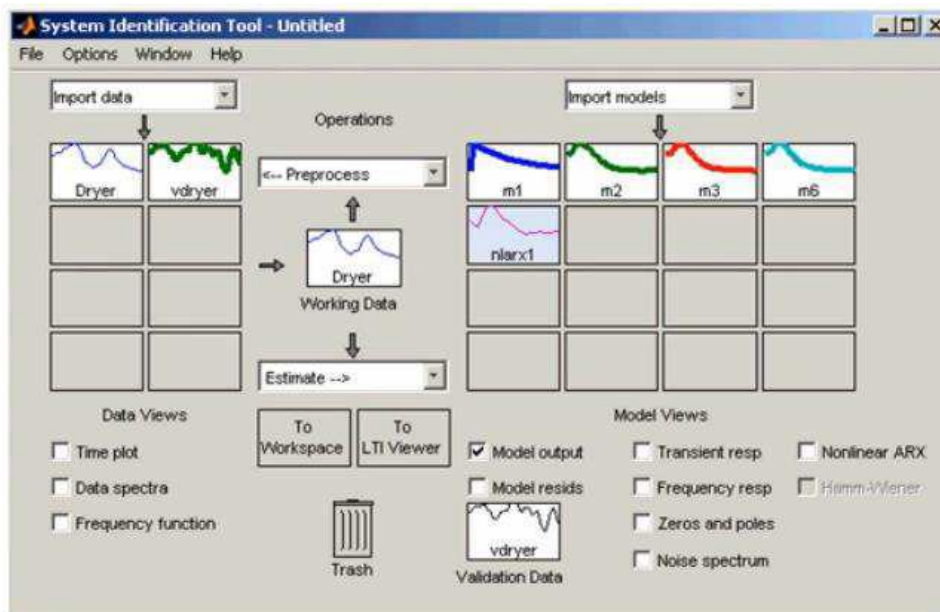 System Identification Tool - Untitled
File Options Window Help
Import data
Import models
Operations
Dryer
vdryer
<-- Preprocess
m1
m2
m3
m6
nlarx1
Dryer
Working Data
Estimate -->
Data Views
To Workspace
To LTI Viewer
Model Views
Time plot
Data spectra
Frequency function
Model output
Transient resp
Nonlinear ARX
Model resids
Frequency resp
Hamm-Wiener
Zeros and poles
Noise spectrum
Trash
vdryer
Validation Data